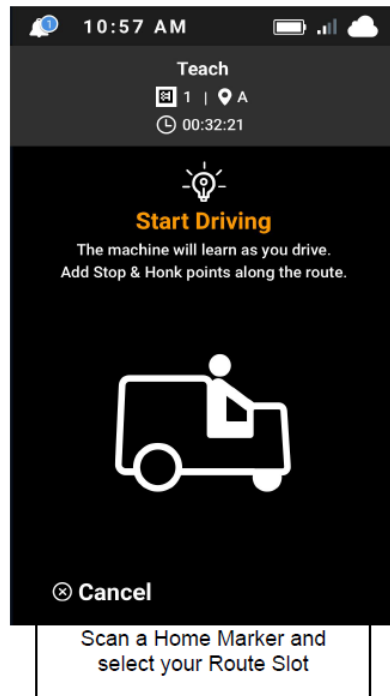 1
10:57 AM
Teach
1 | A
00:32:21
Start Driving
The machine will learn as you drive.
Add Stop & Honk points along the route.
Cancel
Scan a Home Marker and
select your Route Slot